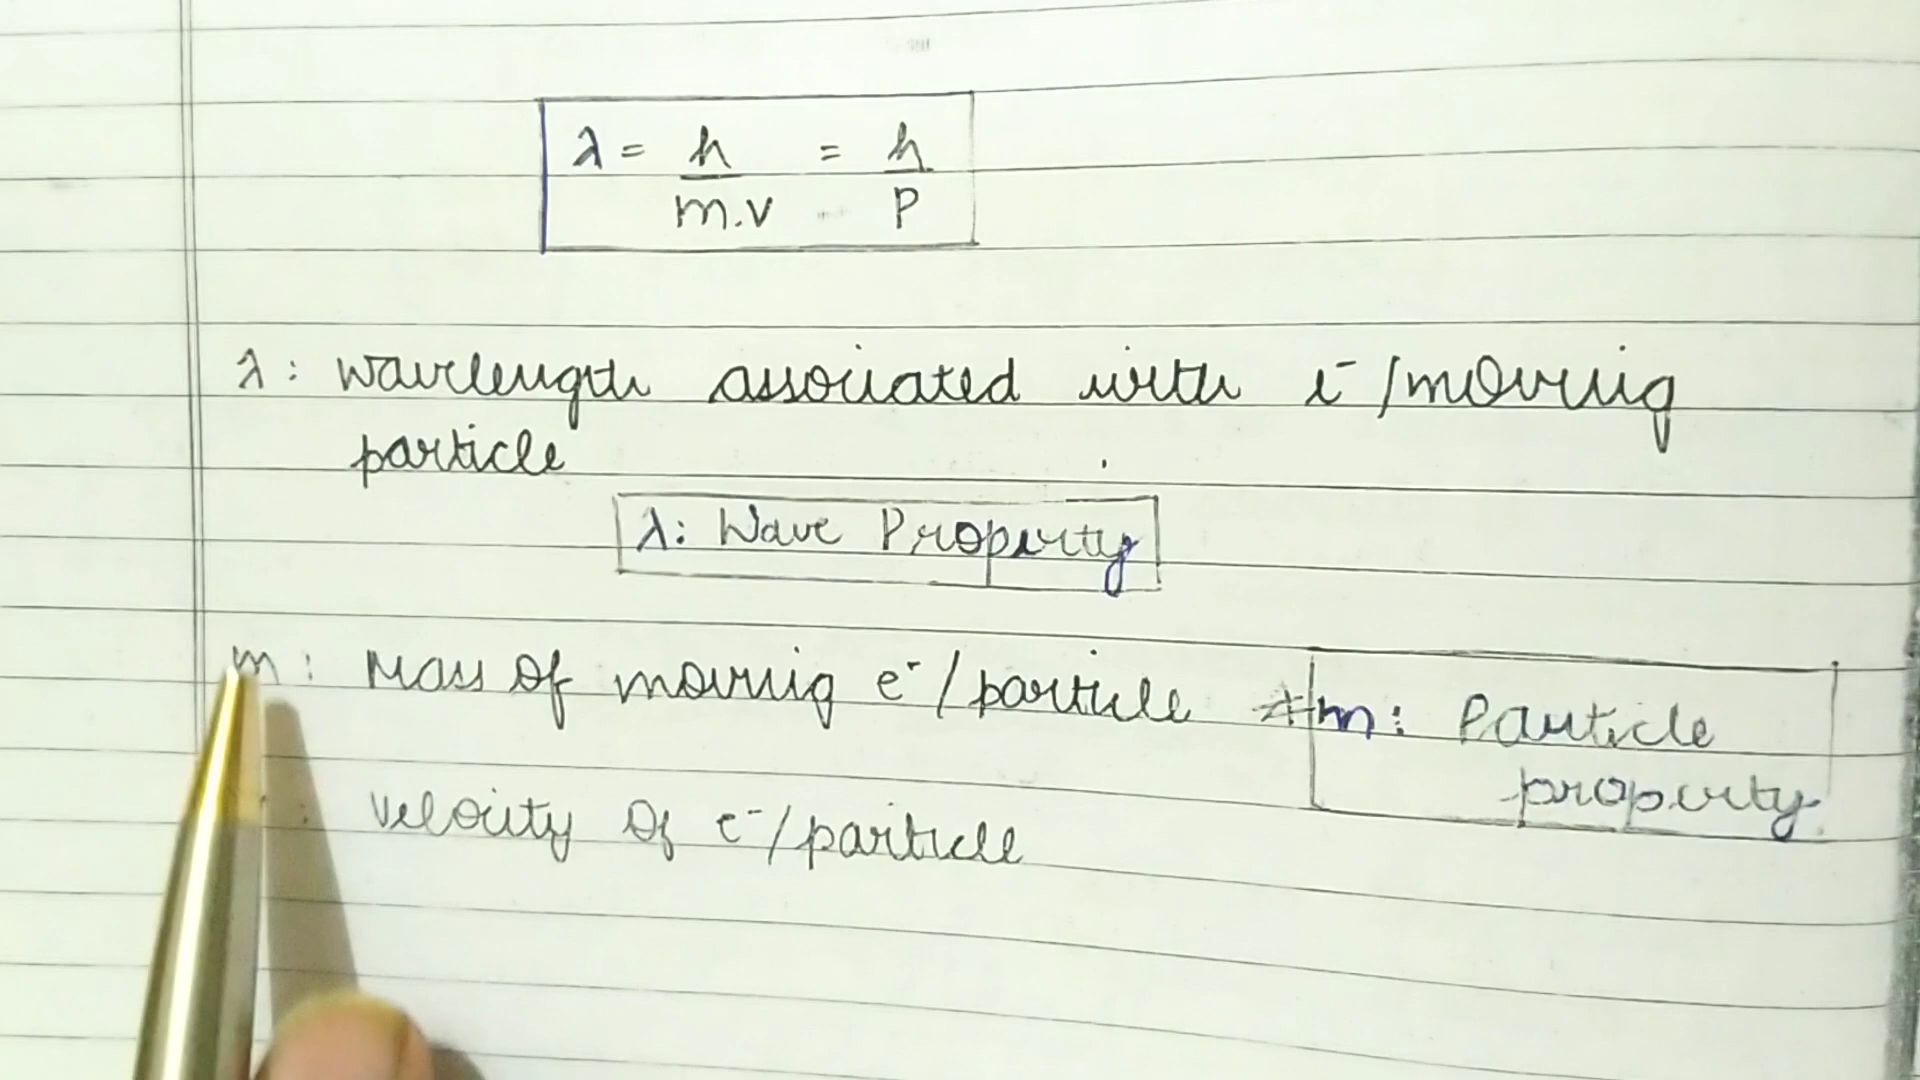 λ = h = h
m.v P
λ: wavelength associated with e⁻/moving
particle
λ: Wave Property
m: Mass of moving e⁻/particle *m: Particle
property
: velocity of e⁻/particle